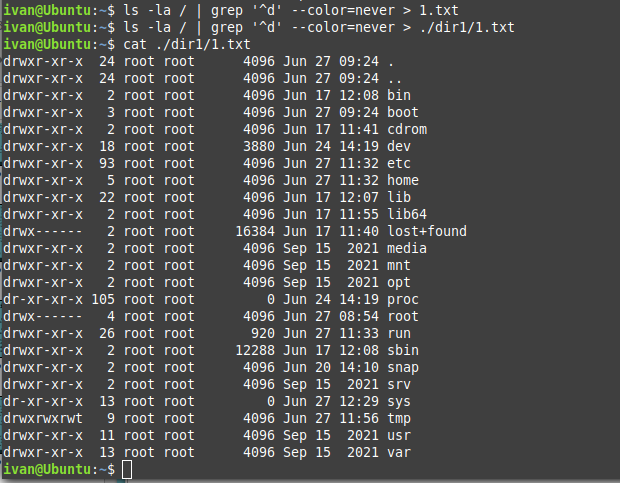 ivan@Ubuntu:~$ ls -la / | grep '^d' --color=never > 1.txt
ivan@Ubuntu:~$ ls -la / | grep '^d' --color=never > ./dir1/1.txt
ivan@Ubuntu:~$ cat ./dir1/1.txt
drwxr-xr-x  24 root root      4096 Jun 27 09:24 .
drwxr-xr-x  24 root root      4096 Jun 27 09:24 ..
drwxr-xr-x   2 root root      4096 Jun 17 12:08 bin
drwxr-xr-x   3 root root      4096 Jun 27 09:24 boot
drwxr-xr-x   2 root root      4096 Jun 17 11:41 cdrom
drwxr-xr-x  18 root root      3880 Jun 24 14:19 dev
drwxr-xr-x  93 root root      4096 Jun 27 11:32 etc
drwxr-xr-x   5 root root      4096 Jun 27 11:32 home
drwxr-xr-x  22 root root      4096 Jun 17 12:07 lib
drwxr-xr-x   2 root root      4096 Jun 17 11:55 lib64
drwx------   2 root root     16384 Jun 17 11:40 lost+found
drwxr-xr-x   2 root root      4096 Sep 15  2021 media
drwxr-xr-x   2 root root      4096 Sep 15  2021 mnt
drwxr-xr-x   2 root root      4096 Sep 15  2021 opt
dr-xr-xr-x 105 root root         0 Jun 24 14:19 proc
drwx------   4 root root      4096 Jun 27 08:54 root
drwxr-xr-x  26 root root       920 Jun 27 11:33 run
drwxr-xr-x   2 root root     12288 Jun 17 12:08 sbin
drwxr-xr-x   2 root root      4096 Jun 20 14:10 snap
drwxr-xr-x   2 root root      4096 Sep 15  2021 srv
dr-xr-xr-x  13 root root         0 Jun 27 12:29 sys
drwxrwxrwt   9 root root      4096 Jun 27 11:56 tmp
drwxr-xr-x  11 root root      4096 Sep 15  2021 usr
drwxr-xr-x  13 root root      4096 Sep 15  2021 var
ivan@Ubuntu:~$